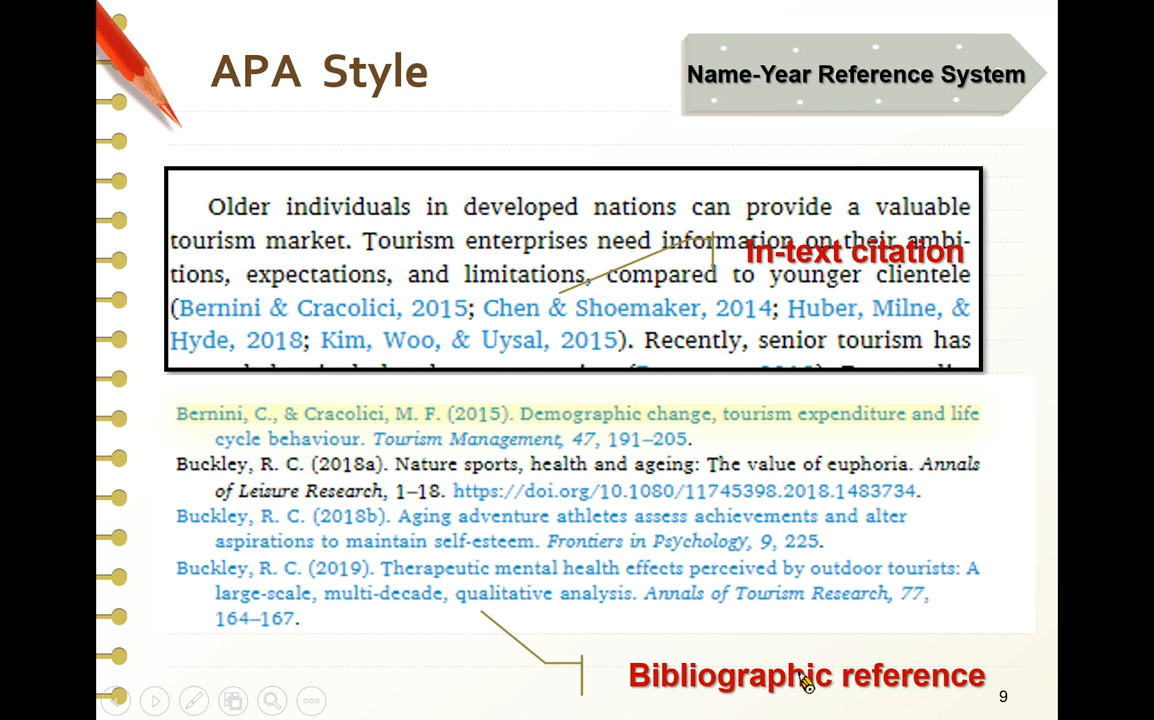 APA Style
Name-Year Reference System
Older individuals in developed nations can provide a valuable
tourism market. Tourism enterprises need information on their ambi-
In-text citation
tions, expectations, and limitations, compared to younger clientele
(Bernini & Cracolici, 2015; Chen & Shoemaker, 2014; Huber, Milne, &
Hyde, 2018; Kim, Woo, & Uysal, 2015). Recently, senior tourism has
Bernini, C., & Cracolici, M. F. (2015). Demographic change, tourism expenditure and life
cycle behaviour. Tourism Management, 47, 191–205.
Buckley, R. C. (2018a). Nature sports, health and ageing: The value of euphoria. Annals
of Leisure Research, 1–18. https://doi.org/10.1080/11745398.2018.1483734.
Buckley, R. C. (2018b). Aging adventure athletes assess achievements and alter
aspirations to maintain self-esteem. Frontiers in Psychology, 9, 225.
Buckley, R. C. (2019). Therapeutic mental health effects perceived by outdoor tourists: A
large-scale, multi-decade, qualitative analysis. Annals of Tourism Research, 77,
164–167.
Bibliographic reference
9